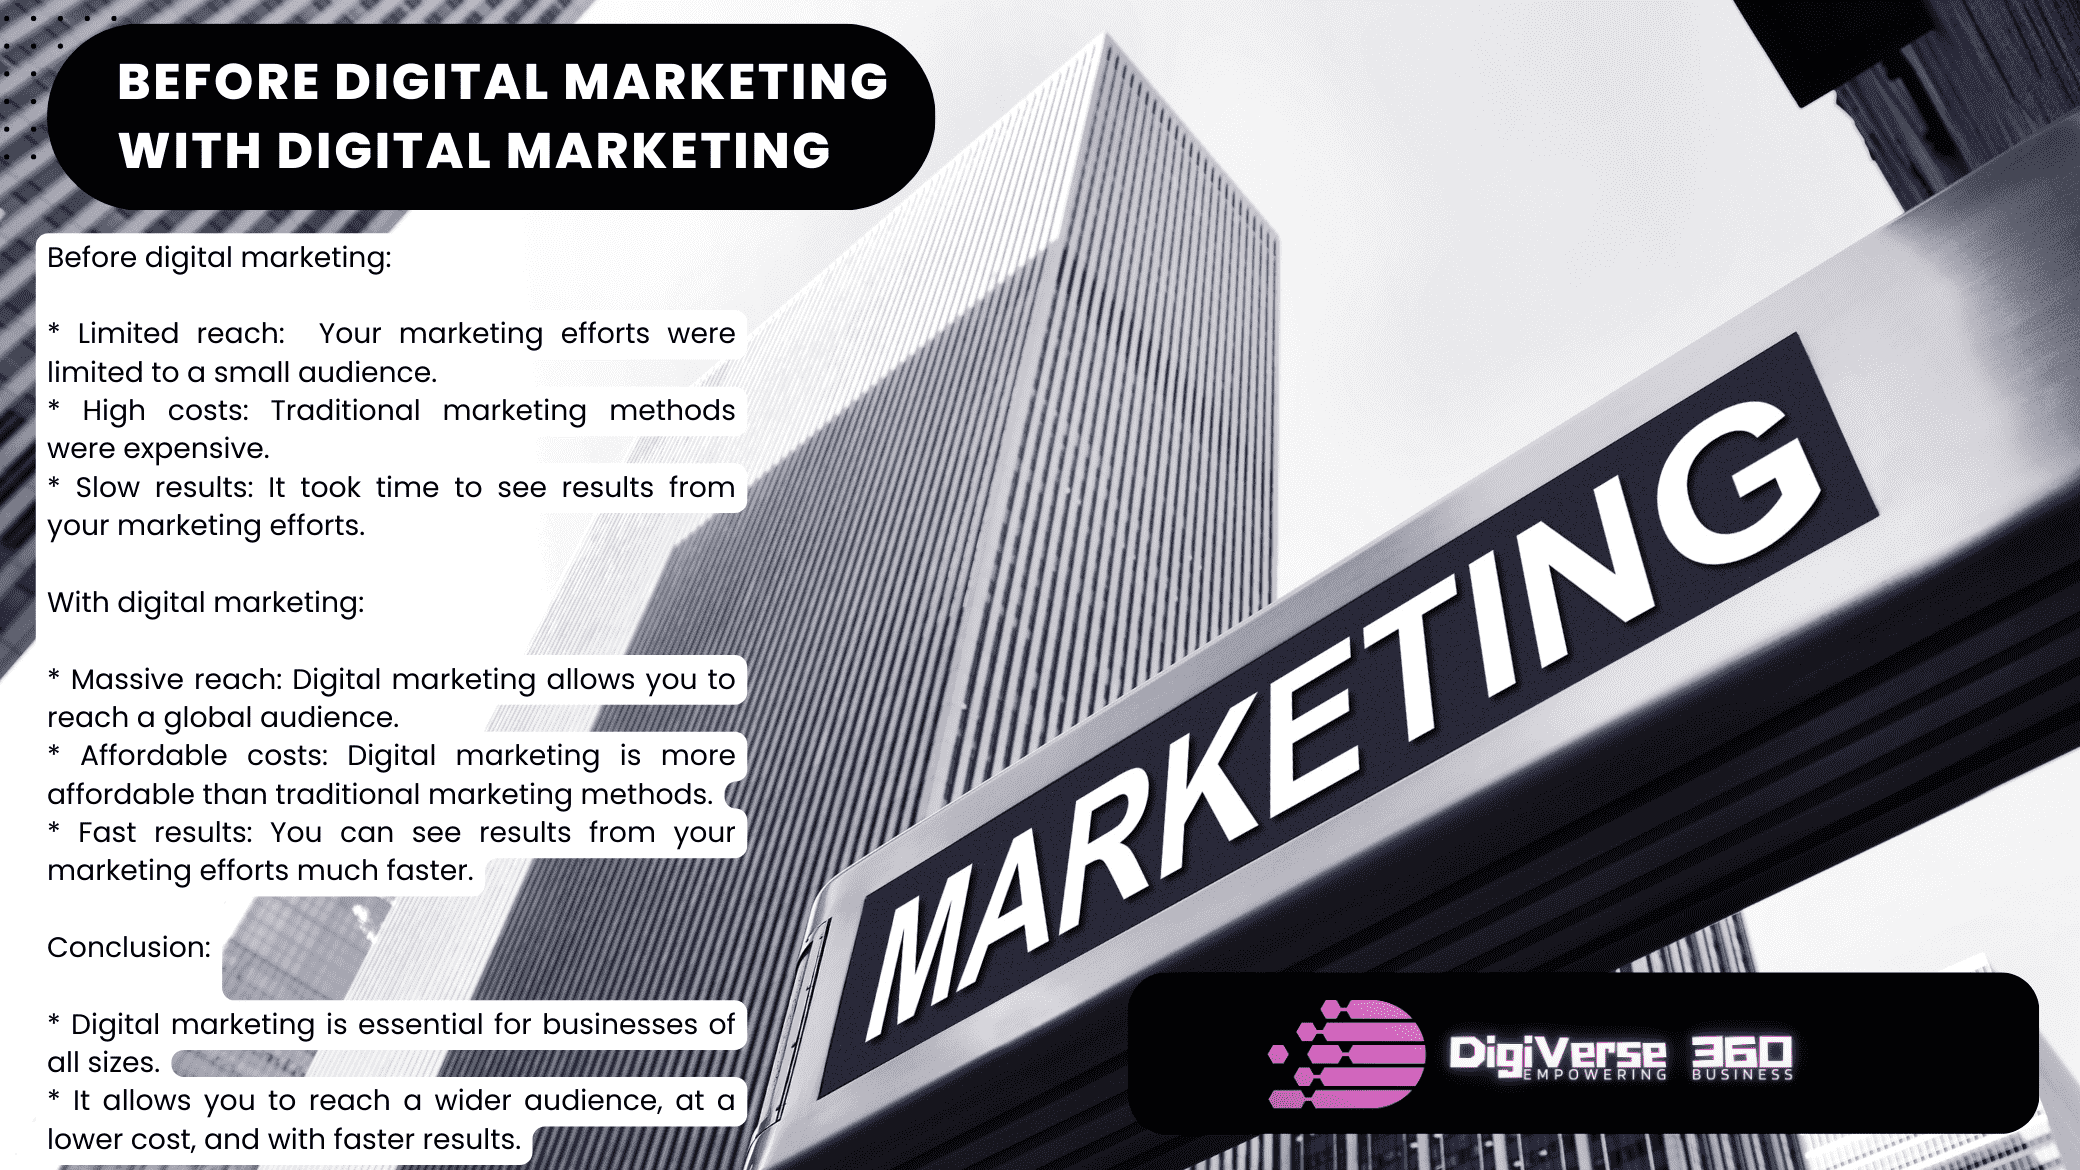 BEFORE DIGITAL MARKETING
WITH DIGITAL MARKETING
Before digital marketing:
* Limited reach:  Your marketing efforts were
limited to a small audience.
* High costs: Traditional marketing methods
were expensive.
* Slow results: It took time to see results from
your marketing efforts.
With digital marketing:
* Massive reach: Digital marketing allows you to
reach a global audience.
* Affordable costs: Digital marketing is more
affordable than traditional marketing methods.
* Fast results: You can see results from your
marketing efforts much faster.
Conclusion:
* Digital marketing is essential for businesses of
all sizes.
* It allows you to reach a wider audience, at a
lower cost, and with faster results.
MARKETING
DigiVerse 360
EMPOWERING BUSINESS